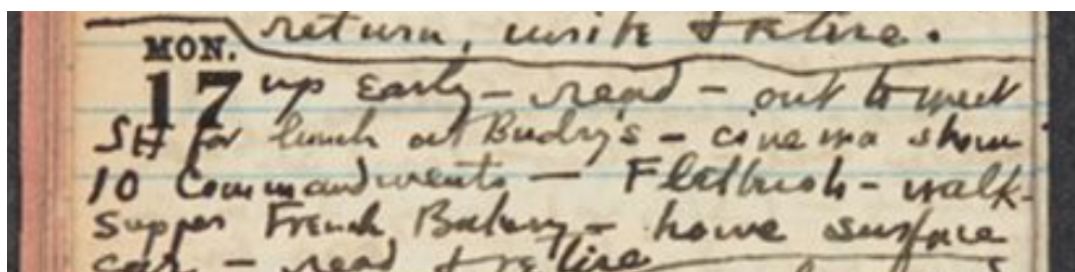 return, write & retire.
MON.
17 up early – read – out to meet
SH for lunch at – cinema show
10 Commandments — Flatbush – walk –
supper French Bakery – home surface
car – read & retire